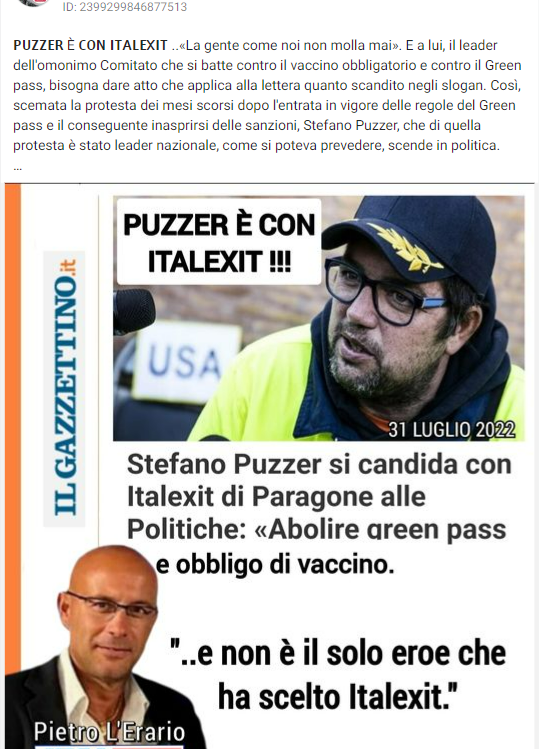 ID: 2399299846877513
PUZZER È CON ITALEXIT ..«La gente come noi non molla mai». E a lui, il leader
dell'omonimo Comitato che si batte contro il vaccino obbligatorio e contro il Green
pass, bisogna dare atto che applica alla lettera quanto scandito negli slogan. Così,
scemata la protesta dei mesi scorsi dopo l'entrata in vigore delle regole del Green
pass e il conseguente inasprirsi delle sanzioni, Stefano Puzzer, che di quella
protesta è stato leader nazionale, come si poteva prevedere, scende in politica.
...
PUZZER È CON
ITALEXIT !!!
IL GAZZETTINO.it
USA
31 LUGLIO 2022
Stefano Puzzer si candida con
Italexit di Paragone alle
Politiche: «Abolire green pass
e obbligo di vaccino.
"..e non è il solo eroe che
ha scelto Italexit."
Pietro L'Erario